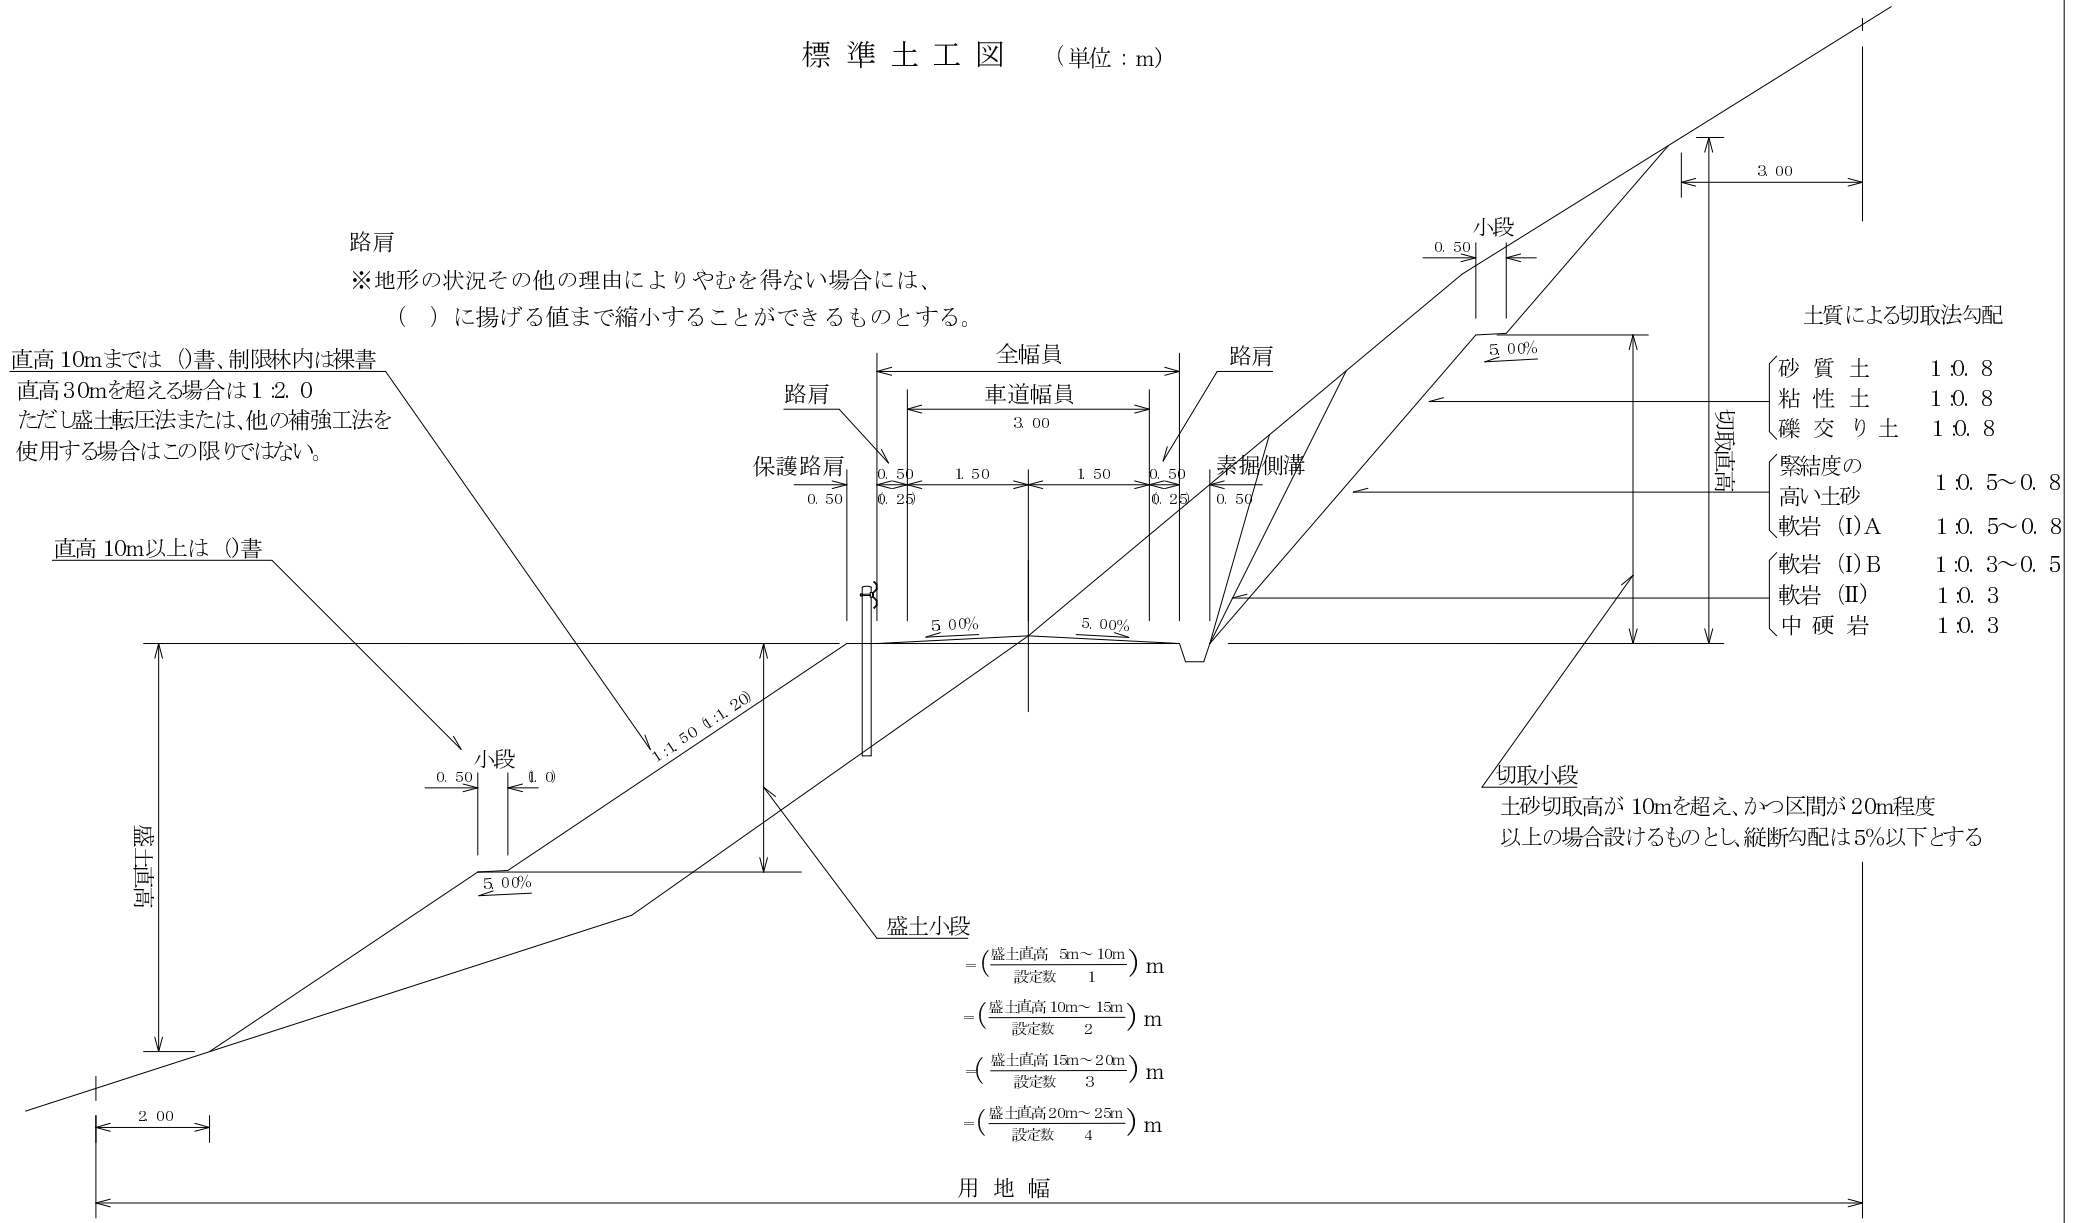 標準土工図 （単位：m）
3.00
小段
0.50
5.00%
路肩
※地形の状況その他の理由によりやむを得ない場合には、
（　）に揚げる値まで縮小することができるものとする。
直高10mまでは（）書、制限林内は裸書
直高30mを超える場合は1:2.0
ただし盛土転圧法または、他の補強工法を
使用する場合はこの限りではない。
全幅員
路肩
路肩
車道幅員
3.00
保護路肩
素掘側溝
0.50
0.50
(0.25)
1.50
1.50
0.50
(0.25)
0.50
5.00%
5.00%
切取直高
土質による切取法勾配
砂質土 1:0.8
粘性土 1:0.8
礫交り土 1:0.8
緊結度の
高い土砂 1:0.5～0.8
軟岩（I）A 1:0.5～0.8
軟岩（I）B 1:0.3～0.5
軟岩（II） 1:0.3
中硬岩 1:0.3
直高10m以上は（）書
1:1.50(1:1.20)
小段
0.50
(1.0)
5.00%
盛土直高
切取小段
土砂切取高が10mを超え、かつ区間が20m程度
以上の場合設けるものとし、縦断勾配は5%以下とする
盛土小段
=(盛土直高 5m～10m
設定数 1) m
=(盛土直高10m～15m
設定数 2) m
=(盛土直高15m～20m
設定数 3) m
=(盛土直高20m～25m
設定数 4) m
2.00
用地幅